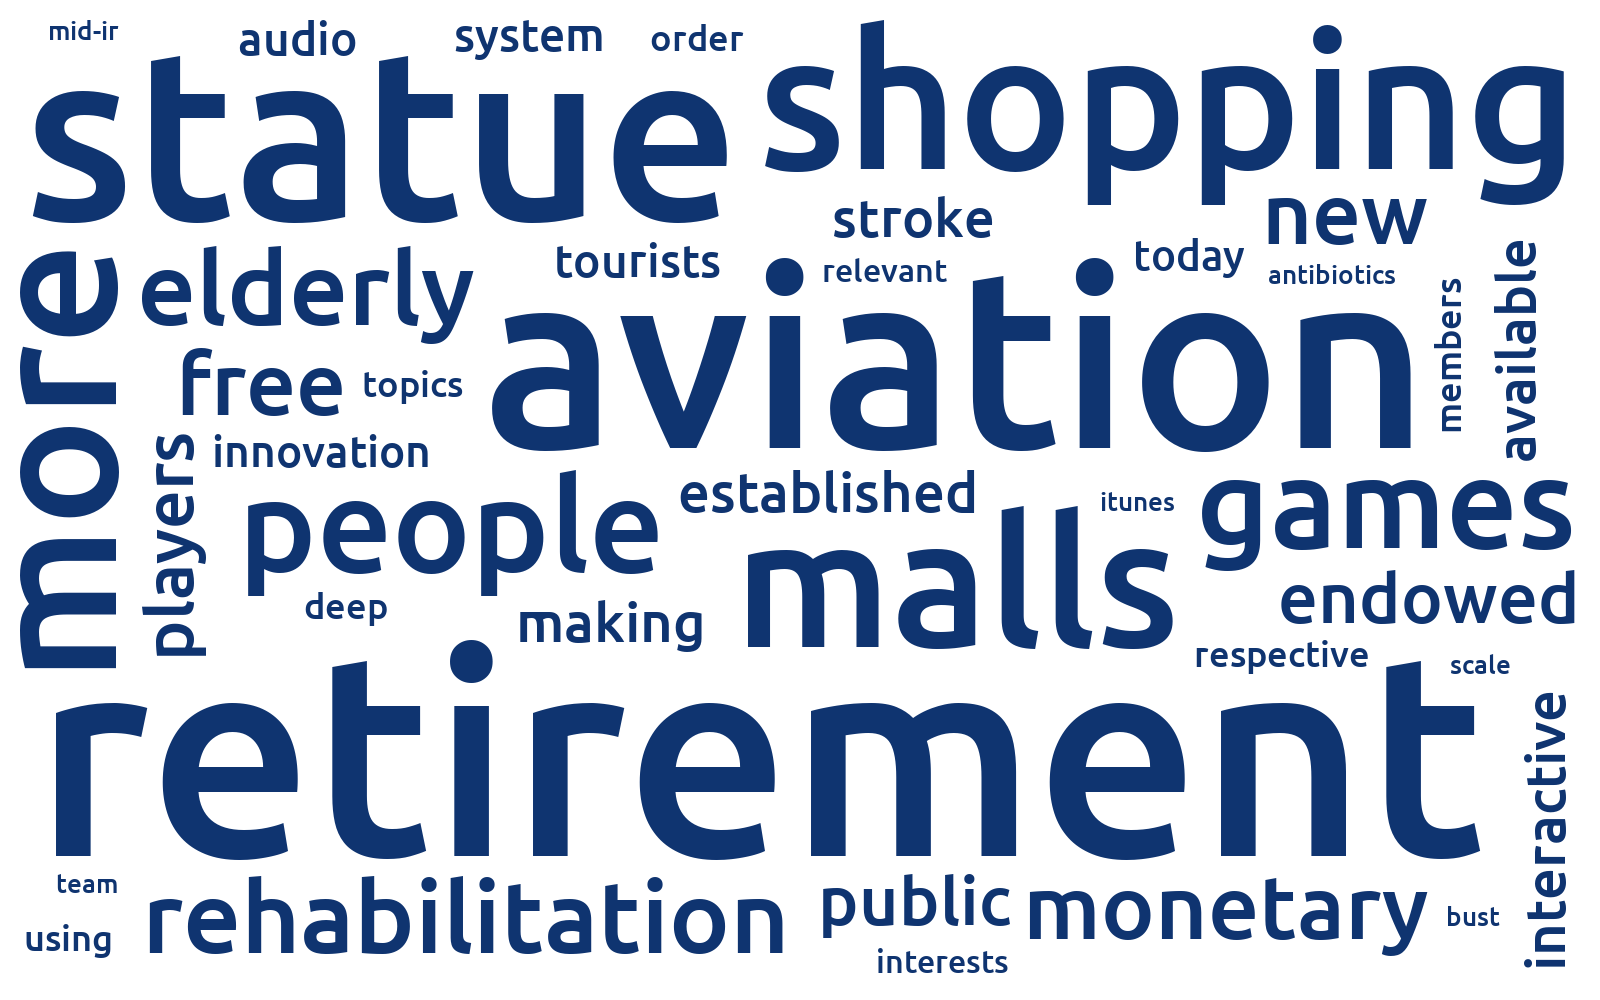 mid-ir
audio
system
order
statue
shopping
stroke
new
more
elderly
tourists
relevant
today
antibiotics
available
members
aviation
free
topics
players
innovation
people
established
itunes
games
malls
deep
making
endowed
respective
scale
retirement
interactive
team
rehabilitation
public
monetary
bust
using
interests